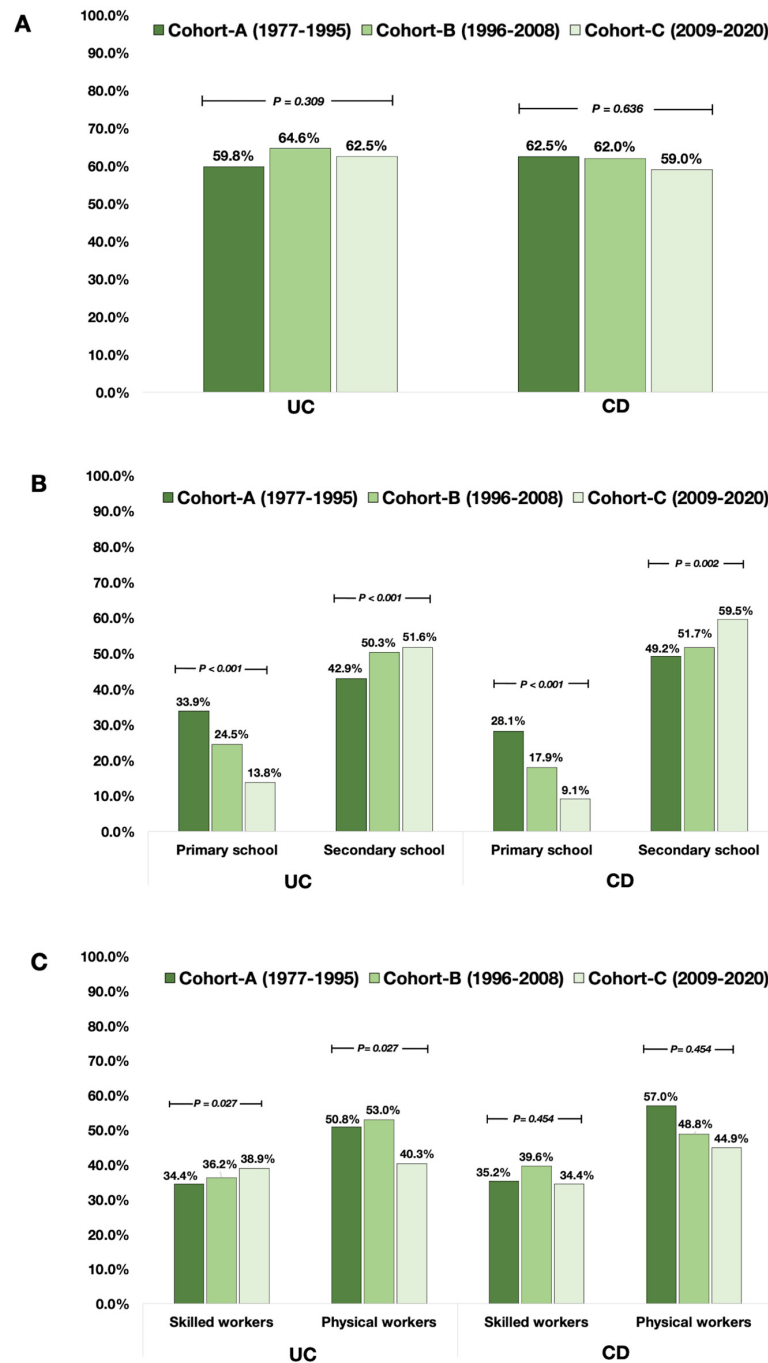 A
100.0%
Cohort-A (1977-1995) Cohort-B (1996-2008) Cohort-C (2009-2020)
90.0%
80.0%
P = 0.309
P = 0.636
70.0%
59.8% 64.6% 62.5% 62.5% 62.0% 59.0%
60.0%
50.0%
40.0%
30.0%
20.0%
10.0%
0.0%
UC CD
B
100.0%
Cohort-A (1977-1995) Cohort-B (1996-2008) Cohort-C (2009-2020)
90.0%
80.0%
P = 0.002
70.0%
P < 0.001
60.0%
42.9% 50.3% 51.6% 49.2% 51.7% 59.5%
50.0%
P < 0.001
P < 0.001
40.0%
33.9% 24.5% 13.8% 28.1% 17.9% 9.1%
30.0%
20.0%
10.0%
0.0%
Primary school Secondary school Primary school Secondary school
UC CD
C
100.0%
Cohort-A (1977-1995) Cohort-B (1996-2008) Cohort-C (2009-2020)
90.0%
80.0%
P= 0.027
P= 0.454
70.0%
60.0%
P = 0.027
P= 0.454
50.8% 53.0% 40.3% 57.0% 48.8% 44.9%
50.0%
34.4% 36.2% 38.9% 35.2% 39.6% 34.4%
40.0%
30.0%
20.0%
10.0%
0.0%
Skilled workers Physical workers Skilled workers Physical workers
UC CD